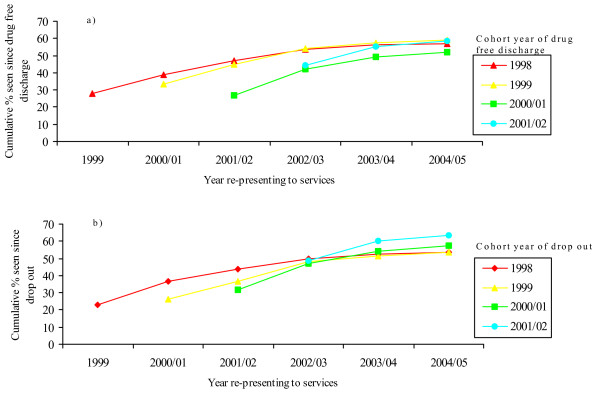 a)
Cumulative % seen since drug free
discharge
70
60
50
40
30
20
10
0
1999 2000/01 2001/02 2002/03 2003/04 2004/05
Year re-presenting to services
Cohort year of drug
free discharge
1998
1999
2000/01
2001/02
b)
Cumulative % seen since
drop out
70
60
50
40
30
20
10
0
1999 2000/01 2001/02 2002/03 2003/04 2004/05
Year re-presenting to services
Cohort year of drop out
1998
1999
2000/01
2001/02